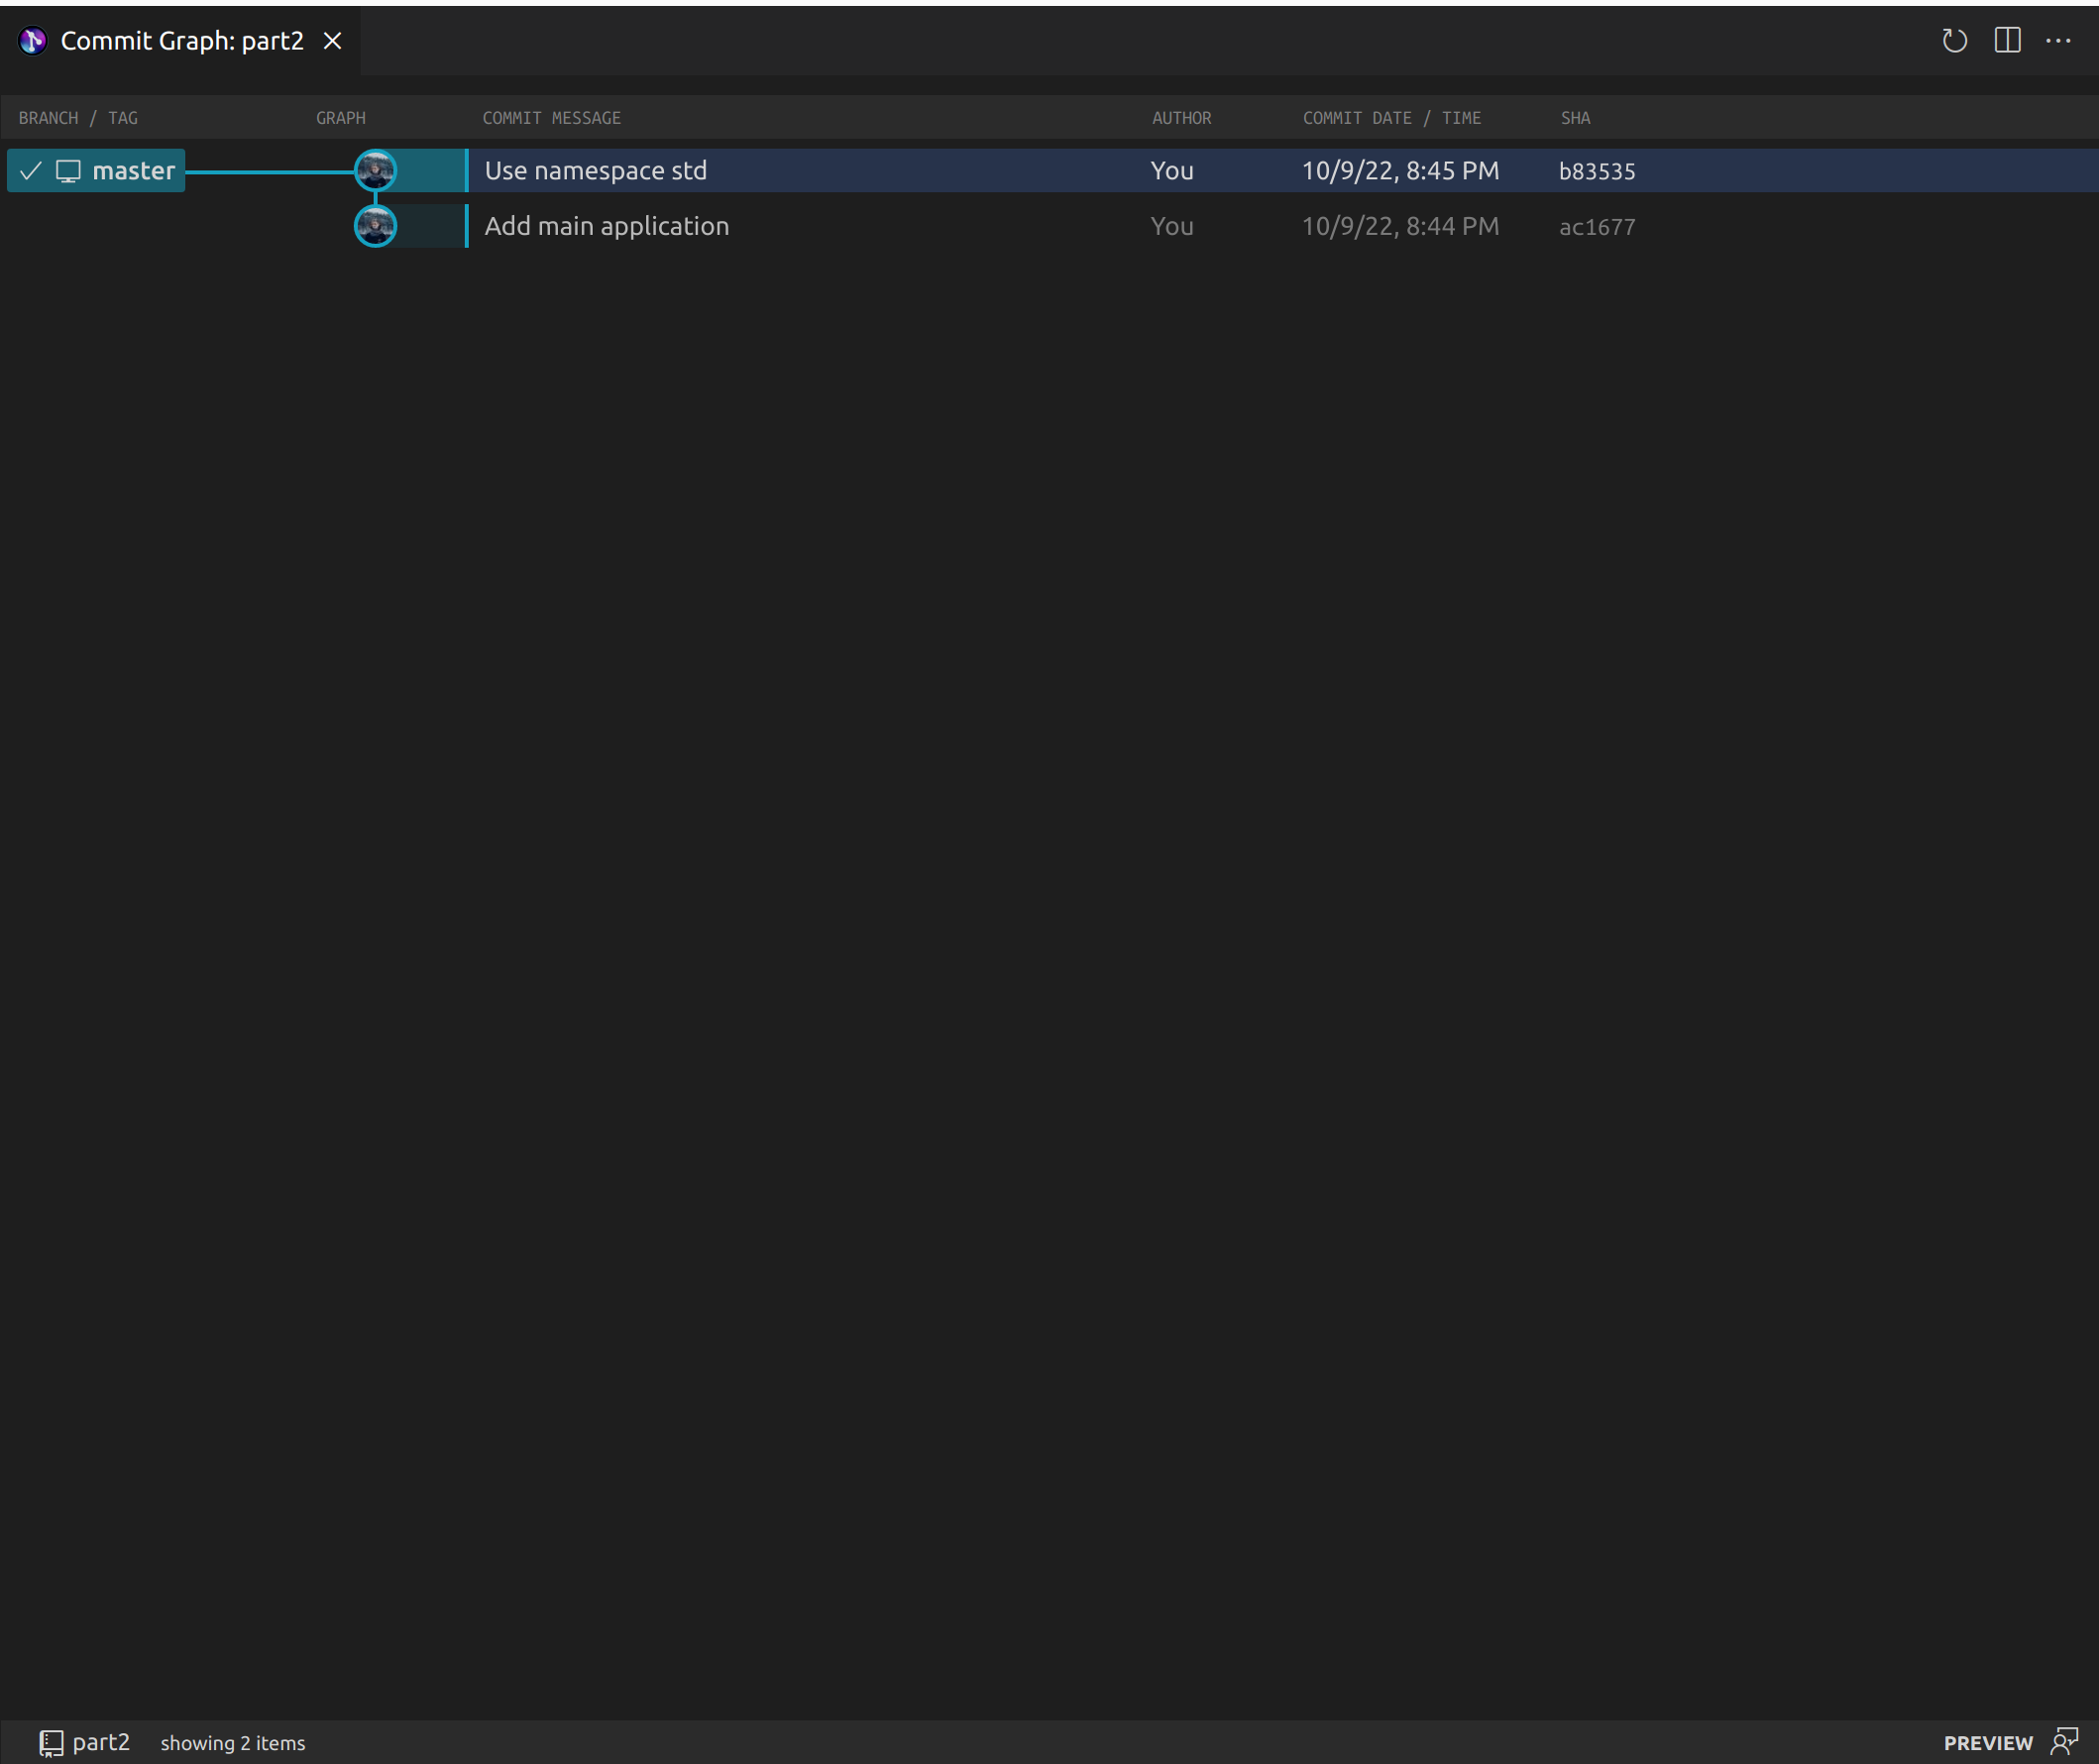 Commit Graph: part2
BRANCH / TAG GRAPH COMMIT MESSAGE AUTHOR COMMIT DATE / TIME SHA
master Use namespace std You 10/9/22, 8:45 PM b83535
Add main application You 10/9/22, 8:44 PM ac1677
part2 showing 2 items PREVIEW